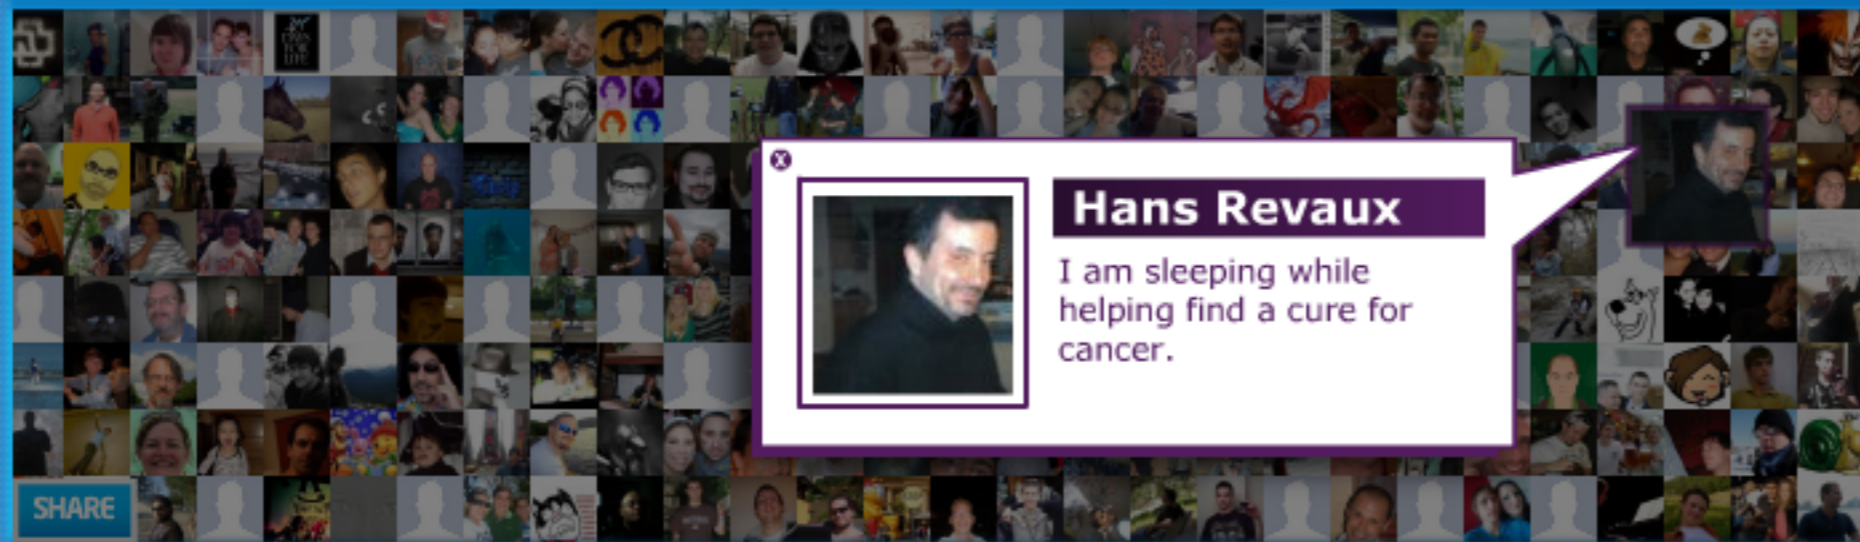 X
Hans Revaux
I am sleeping while
helping find a cure for
cancer.
SHARE